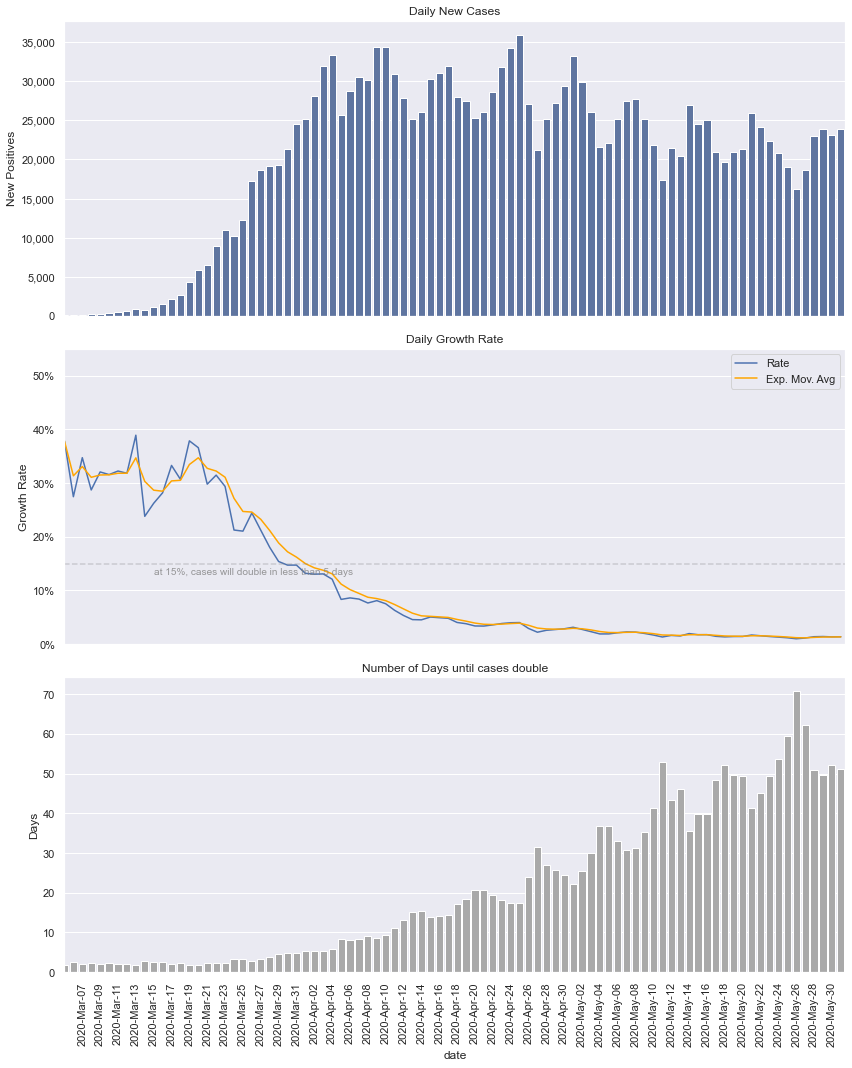 Daily New Cases
New Positives
35,000
30,000
25,000
20,000
15,000
10,000
5,000
0
Daily Growth Rate
Growth Rate
50%
40%
30%
20%
10%
0%
Rate
Exp. Mov. Avg
at 15%, cases will double in less than 5 days
Number of Days until cases double
Days
70
60
50
40
30
20
10
0
2020-Mar-07
2020-Mar-09
2020-Mar-11
2020-Mar-13
2020-Mar-15
2020-Mar-17
2020-Mar-19
2020-Mar-21
2020-Mar-23
2020-Mar-25
2020-Mar-27
2020-Mar-29
2020-Mar-31
2020-Apr-02
2020-Apr-04
2020-Apr-06
2020-Apr-08
2020-Apr-10
2020-Apr-12
2020-Apr-14
2020-Apr-16
2020-Apr-18
2020-Apr-20
2020-Apr-22
2020-Apr-24
2020-Apr-26
2020-Apr-28
2020-Apr-30
2020-May-02
2020-May-04
2020-May-06
2020-May-08
2020-May-10
2020-May-12
2020-May-14
2020-May-16
2020-May-18
2020-May-20
2020-May-22
2020-May-24
2020-May-26
2020-May-28
2020-May-30
date